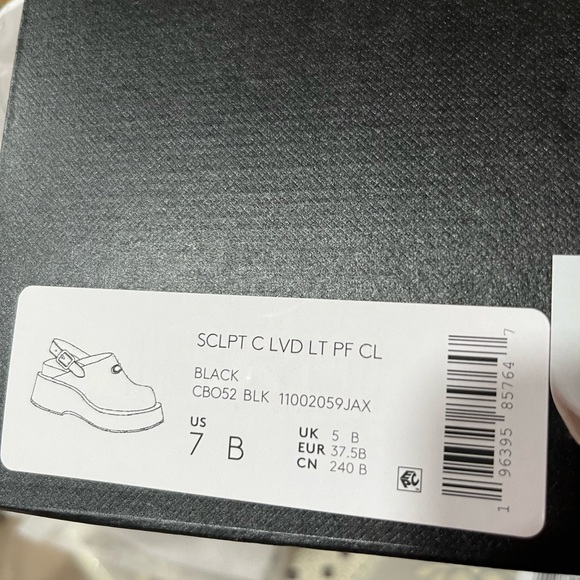 SCLPT C LVD LT PF CL
BLACK
CBO52 BLK 11002059JAX
US
7 B
UK 5 B
EUR 37.5B
CN 240 B
1 96395 85764 7